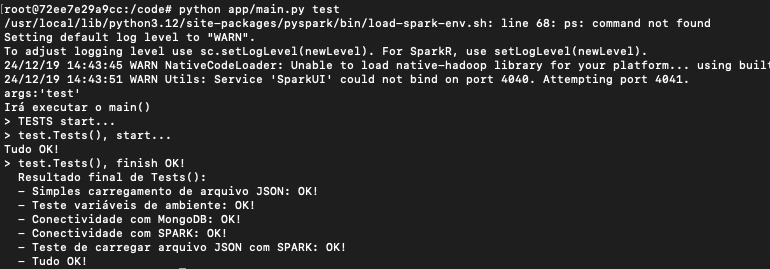 [root@72ee7e29a9cc:/code# python app/main.py test
/usr/local/lib/python3.12/site-packages/pyspark/bin/load-spark-env.sh: line 68: ps: command not found
Setting default log level to "WARN".
To adjust logging level use sc.setLogLevel(newLevel). For SparkR, use setLogLevel(newLevel).
24/12/19 14:43:45 WARN NativeCodeLoader: Unable to load native-hadoop library for your platform... using buil
24/12/19 14:43:51 WARN Utils: Service 'SparkUI' could not bind on port 4040. Attempting port 4041.
args:'test'
Irá executar o main()
> TESTS start...
> test.Tests(), start...
Tudo OK!
> test.Tests(), finish OK!
  Resultado final de Tests():
  - Simples carregamento de arquivo JSON: OK!
  - Teste variáveis de ambiente: OK!
  - Conectividade com MongoDB: OK!
  - Conectividade com SPARK: OK!
  - Teste de carregar arquivo JSON com SPARK: OK!
  - Tudo OK!